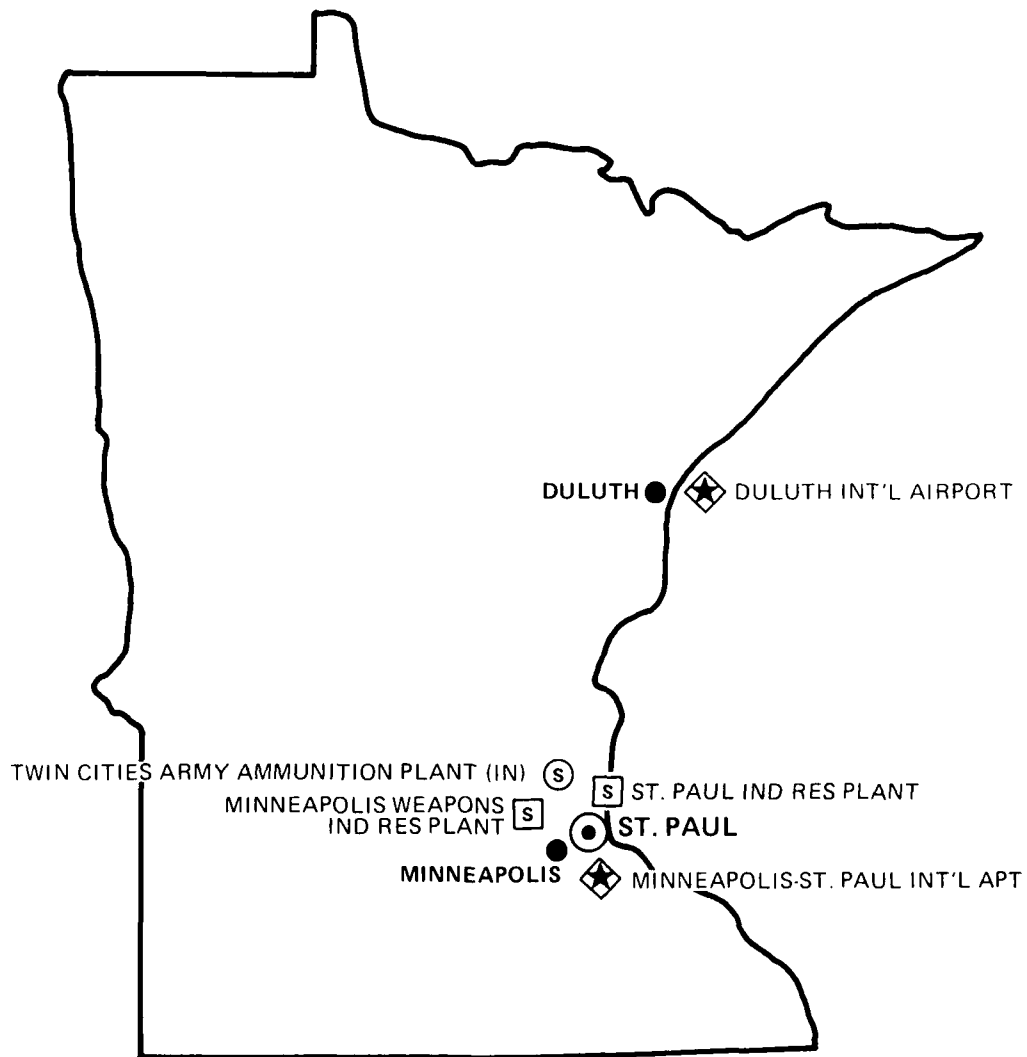 DULUTH
DULUTH INT'L AIRPORT
TWIN CITIES ARMY AMMUNITION PLANT (IN)
S
S
ST. PAUL IND RES PLANT
MINNEAPOLIS WEAPONS
IND RES PLANT
S
ST. PAUL
MINNEAPOLIS
MINNEAPOLIS-ST. PAUL INT'L APT